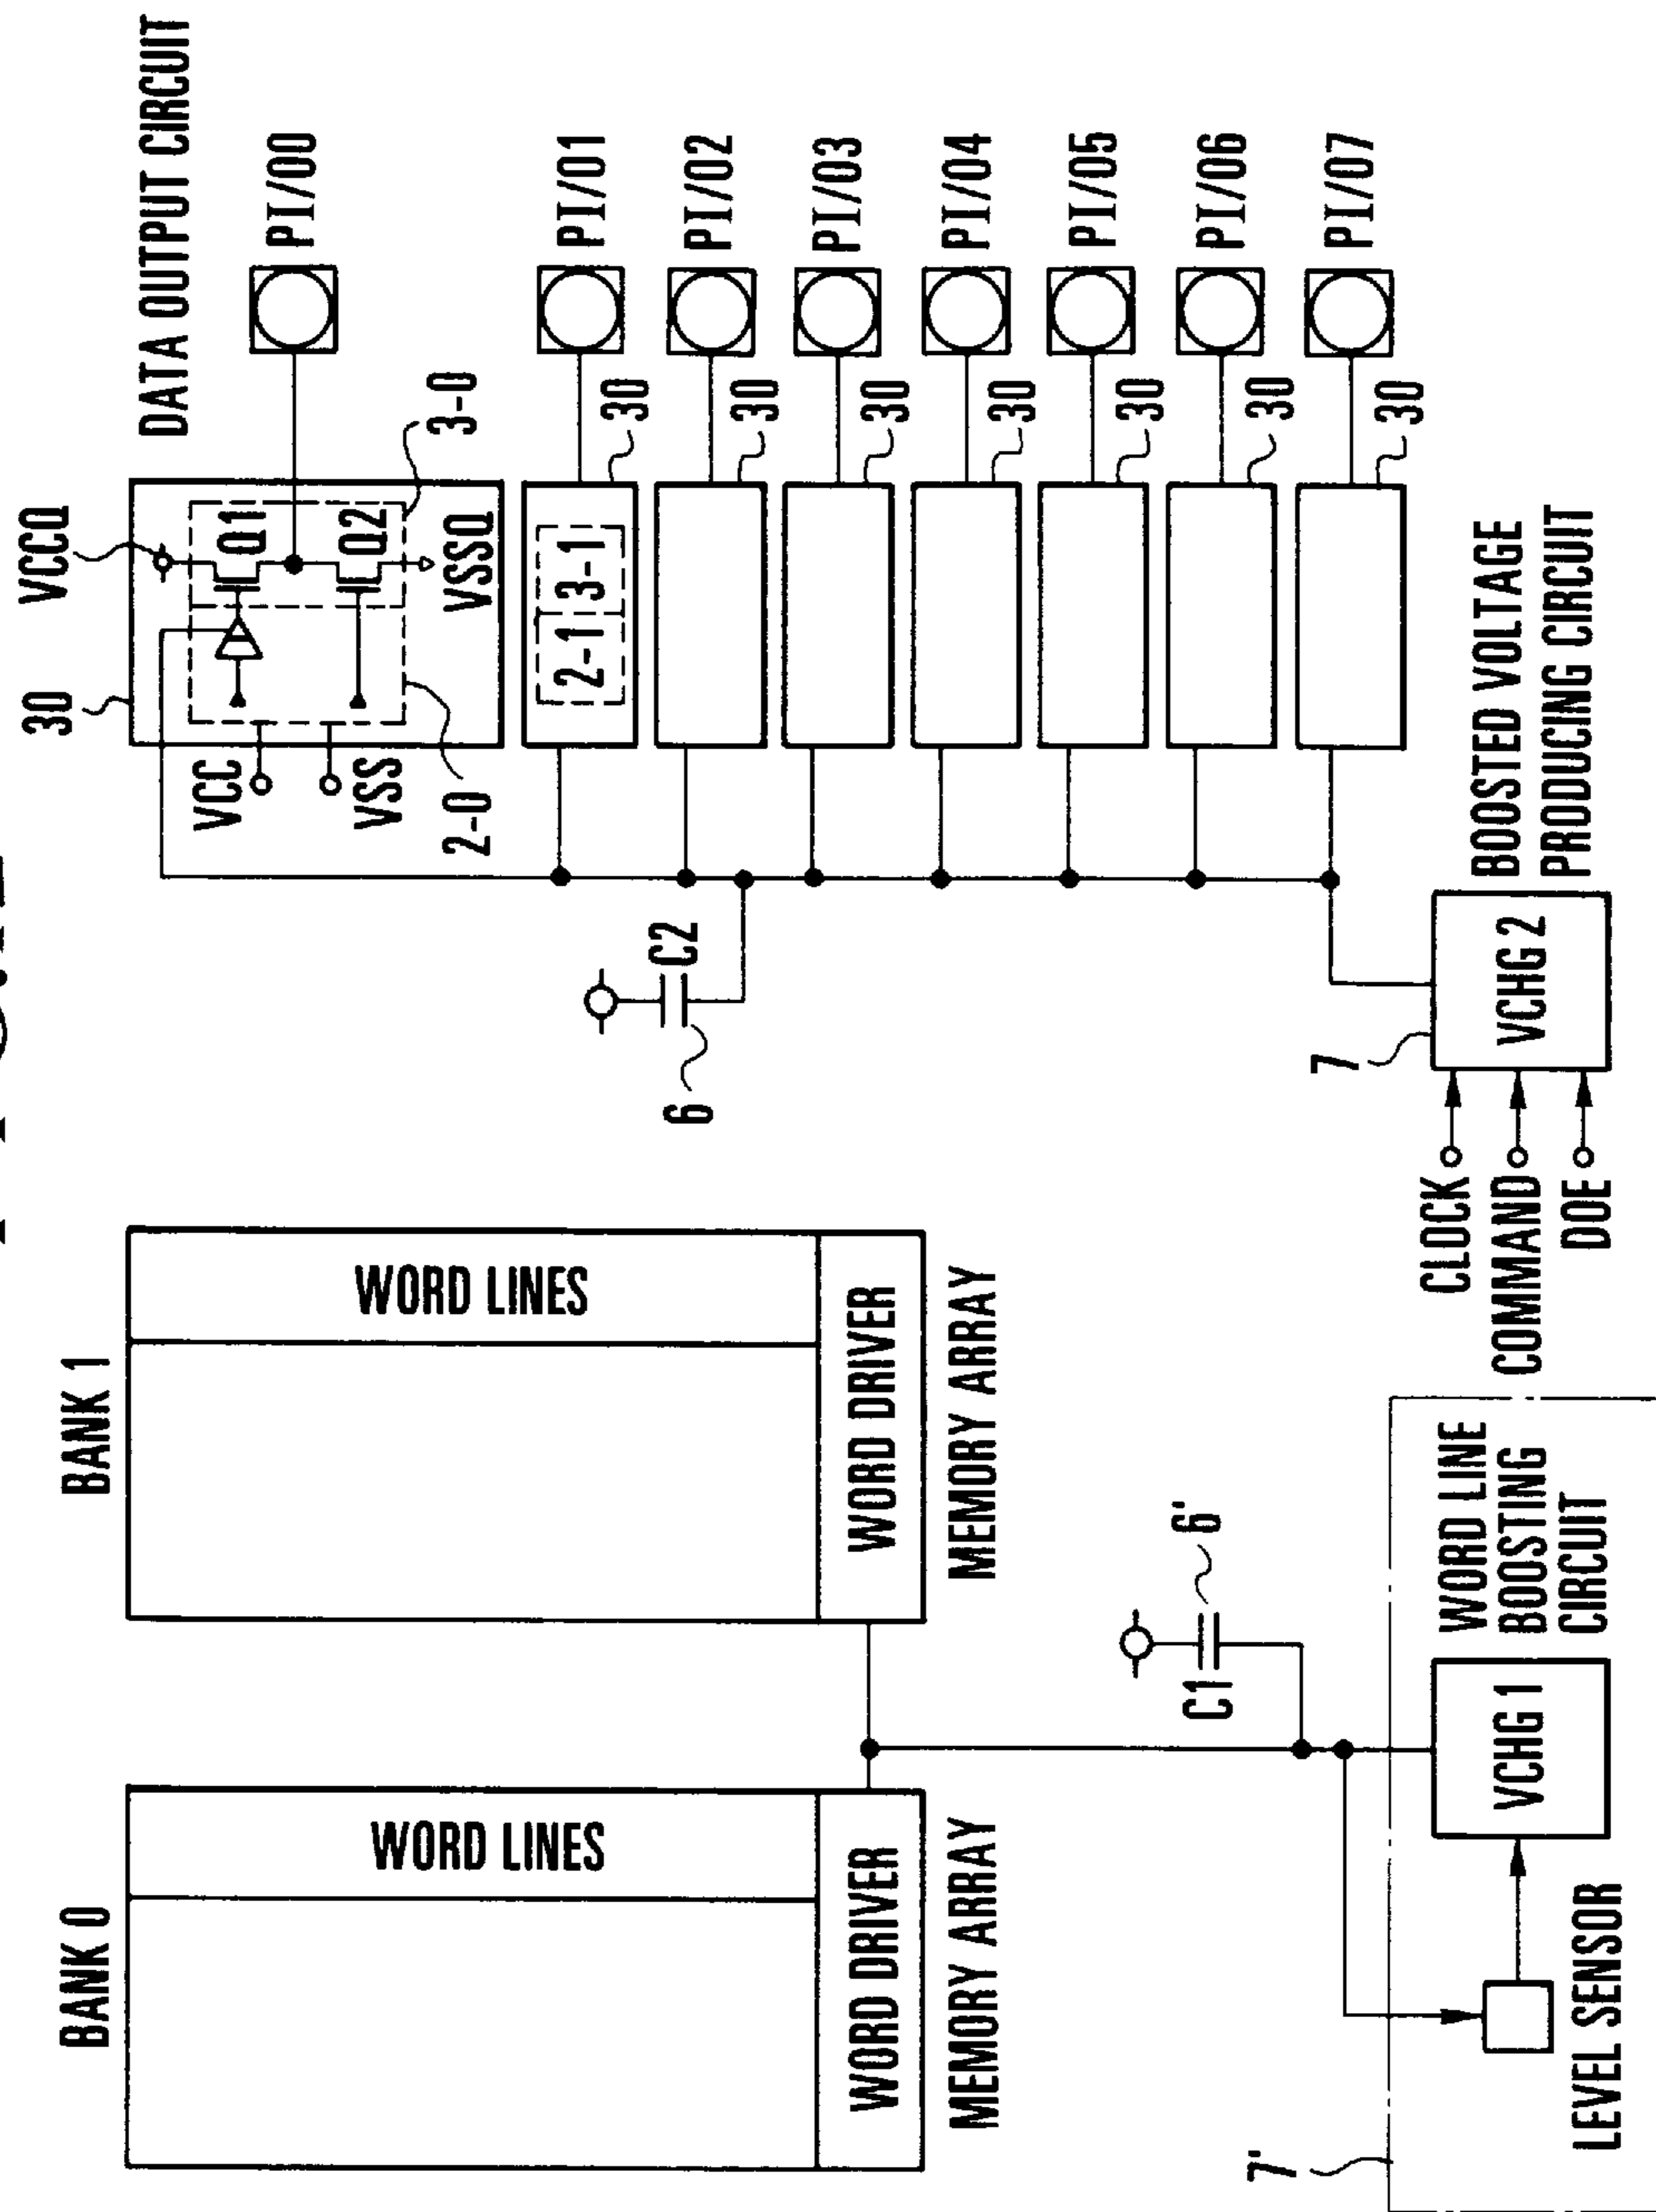 BANK 0
BANK 1
WORD LINES
WORD LINES
WORD DRIVER
WORD DRIVER
MEMORY ARRAY
MEMORY ARRAY
C1
6'
7'
LEVEL SENSOR
VCHG 1
WORD LINE
BOOSTING
CIRCUIT
DATA OUTPUT CIRCUIT
30
VCCQ
VCC
VSS
Q1
Q2
VSSQ
2-0
3-0
PI/00
2-1
3-1
30
PI/01
30
PI/02
30
PI/03
30
PI/04
30
PI/05
30
PI/06
30
PI/07
C2
6
7
CLOCK
COMMAND
DOE
VCHG 2
BOOSTED VOLTAGE
PRODUCING CIRCUIT